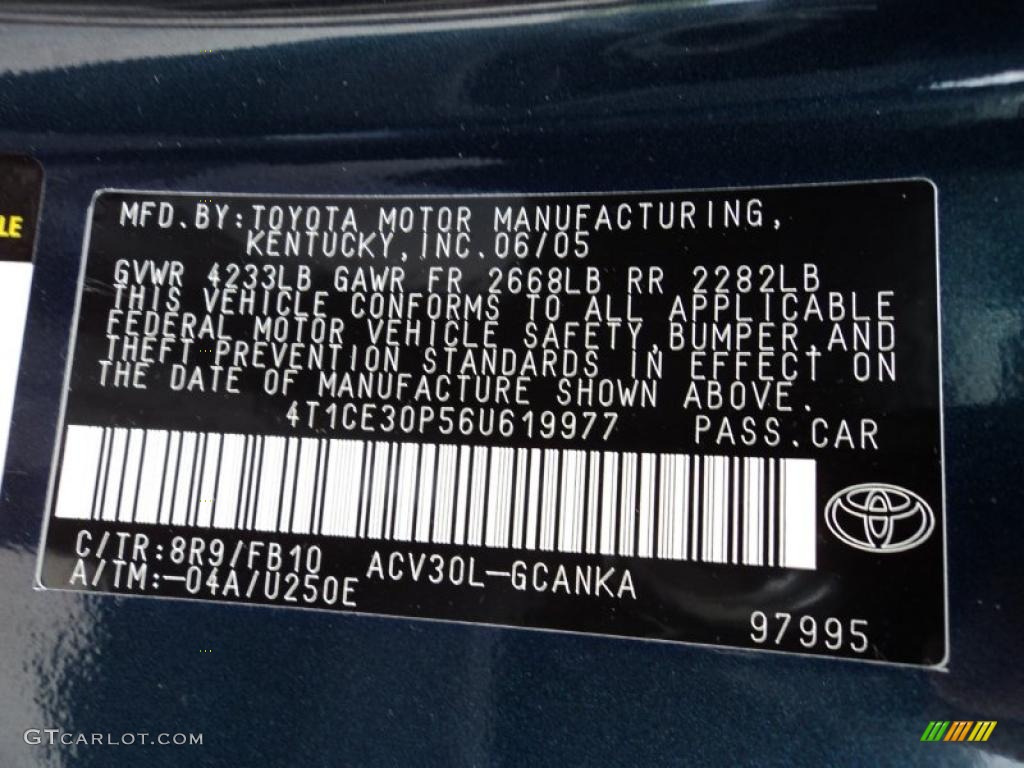 LE
MFD. BY: TOYOTA MOTOR MANUFACTURING,
KENTUCKY, INC. 06/05
GVWR 4233LB GAWR FR 2668LB RR 2282LB
THIS VEHICLE CONFORMS TO ALL APPLICABLE
FEDERAL MOTOR VEHICLE SAFETY, BUMPER, AND
THEFT PREVENTION STANDARDS IN EFFECT ON
THE DATE OF MANUFACTURE SHOWN ABOVE.
4T1CE30P56U619977 PASS. CAR
C/TR: 8R9/FB10 ACV30L-GCANKA
A/TM: -04A/U250E
97995
GTCARLOT.COM